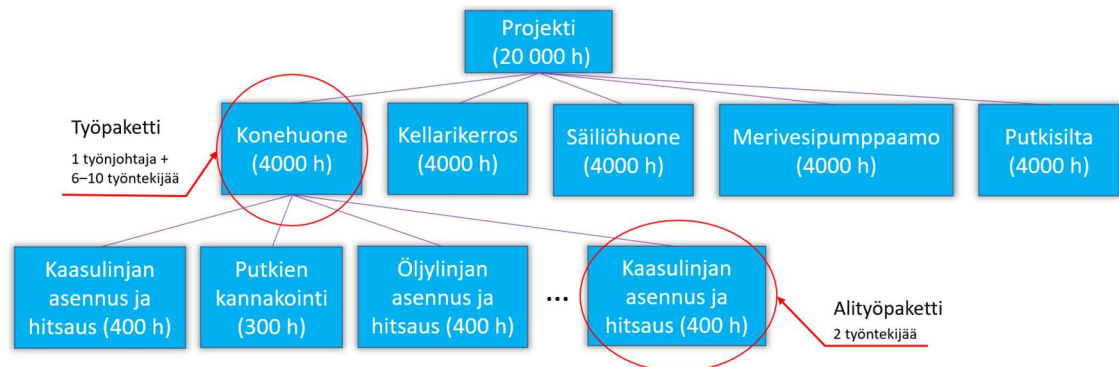 Projekti
(20 000 h)
Työpaketti
1 työnjohtaja +
6–10 työntekijää
Konehuone
(4000 h)
Kellarikerros
(4000 h)
Säiliöhuone
(4000 h)
Merivesipumppaamo
(4000 h)
Putkisilta
(4000 h)
Kaasulinjan
asennus ja
hitsaus (400 h)
Putkien
kannakointi
(300 h)
Öljylinjan
asennus ja
hitsaus (400 h)
...
Kaasulinjan
asennus ja
hitsaus (400 h)
Alityöpaketti
2 työntekijää